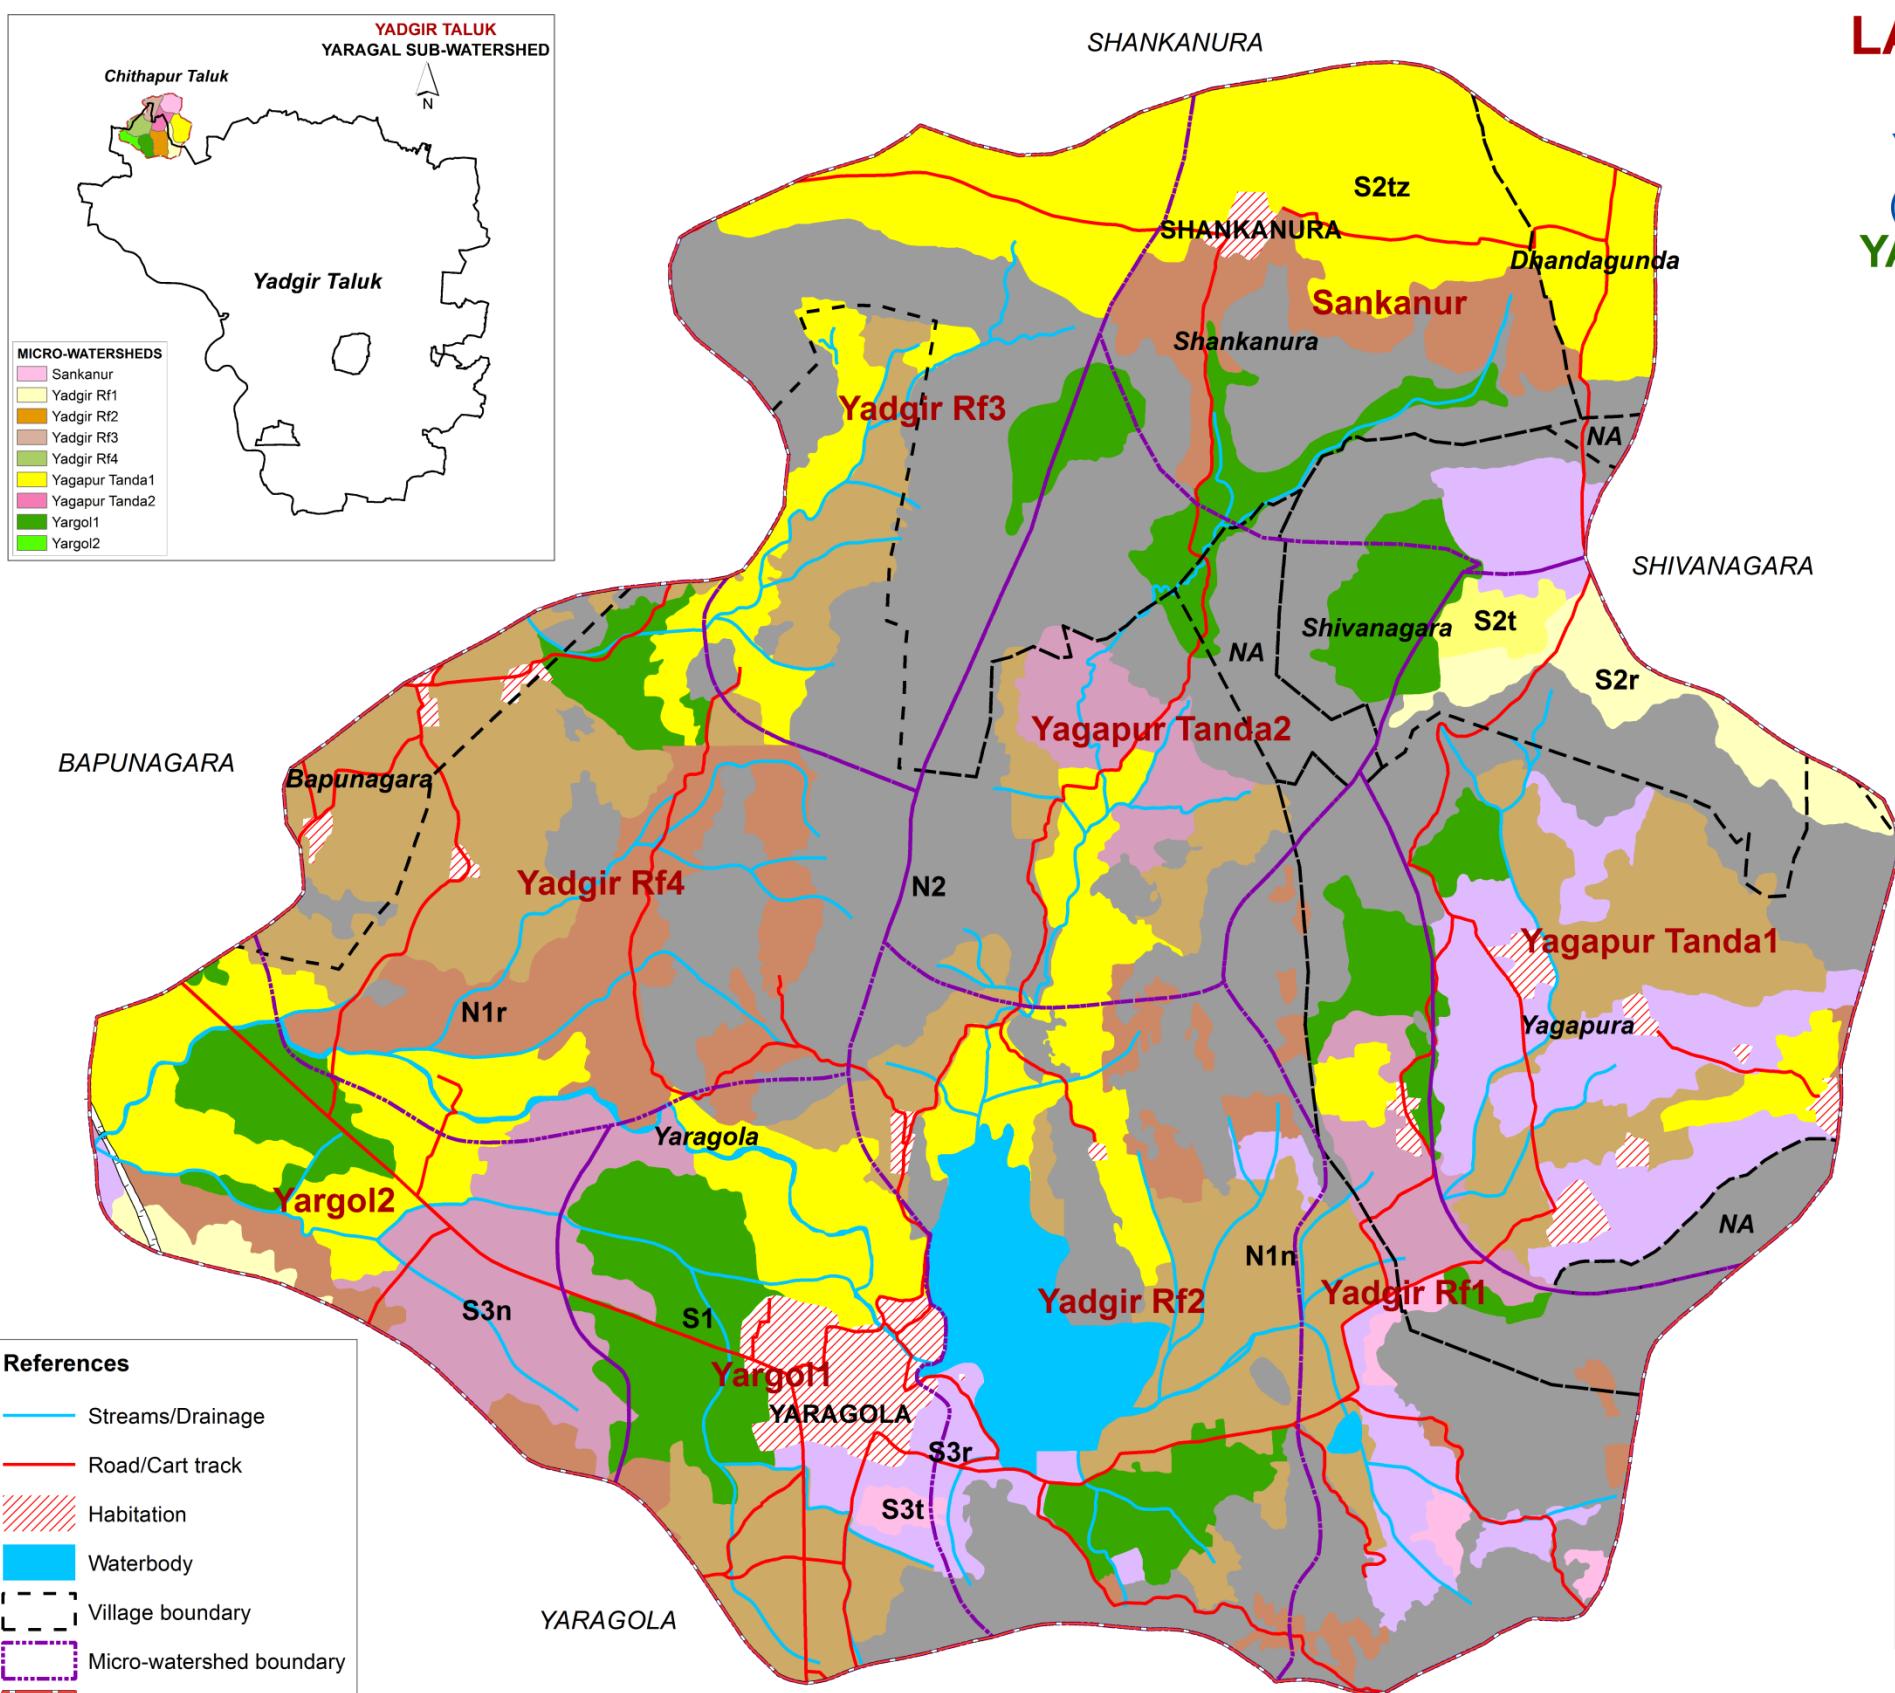 YADGIR TALUK
YARAGAL SUB-WATERSHED
Chithapur Taluk
N
Yadgir Taluk
MICRO-WATERSHEDS
Sankanur
Yadgir Rf1
Yadgir Rf2
Yadgir Rf3
Yadgir Rf4
Yagapur Tanda1
Yagapur Tanda2
Yargol1
Yargol2
LA
YA
SHANKANURA
S2tz
SHANKANURA
Dhandagunda
Sankanur
Shankanura
Yadgir Rf3
NA
SHIVANAGARA
S2t
Shivanagara
NA
S2r
Yagapur Tanda2
BAPUNAGARA
Bapunagara
Yadgir Rf4
N2
Yagapur Tanda1
N1r
Yagapura
Yaragola
Yargol2
NA
N1n
S3n
S1
Yadgir Rf2
Yadgir Rf1
Yargol1
YARAGOLA
S3r
S3t
YARAGOLA
References
Streams/Drainage
Road/Cart track
Habitation
Waterbody
Village boundary
Micro-watershed boundary